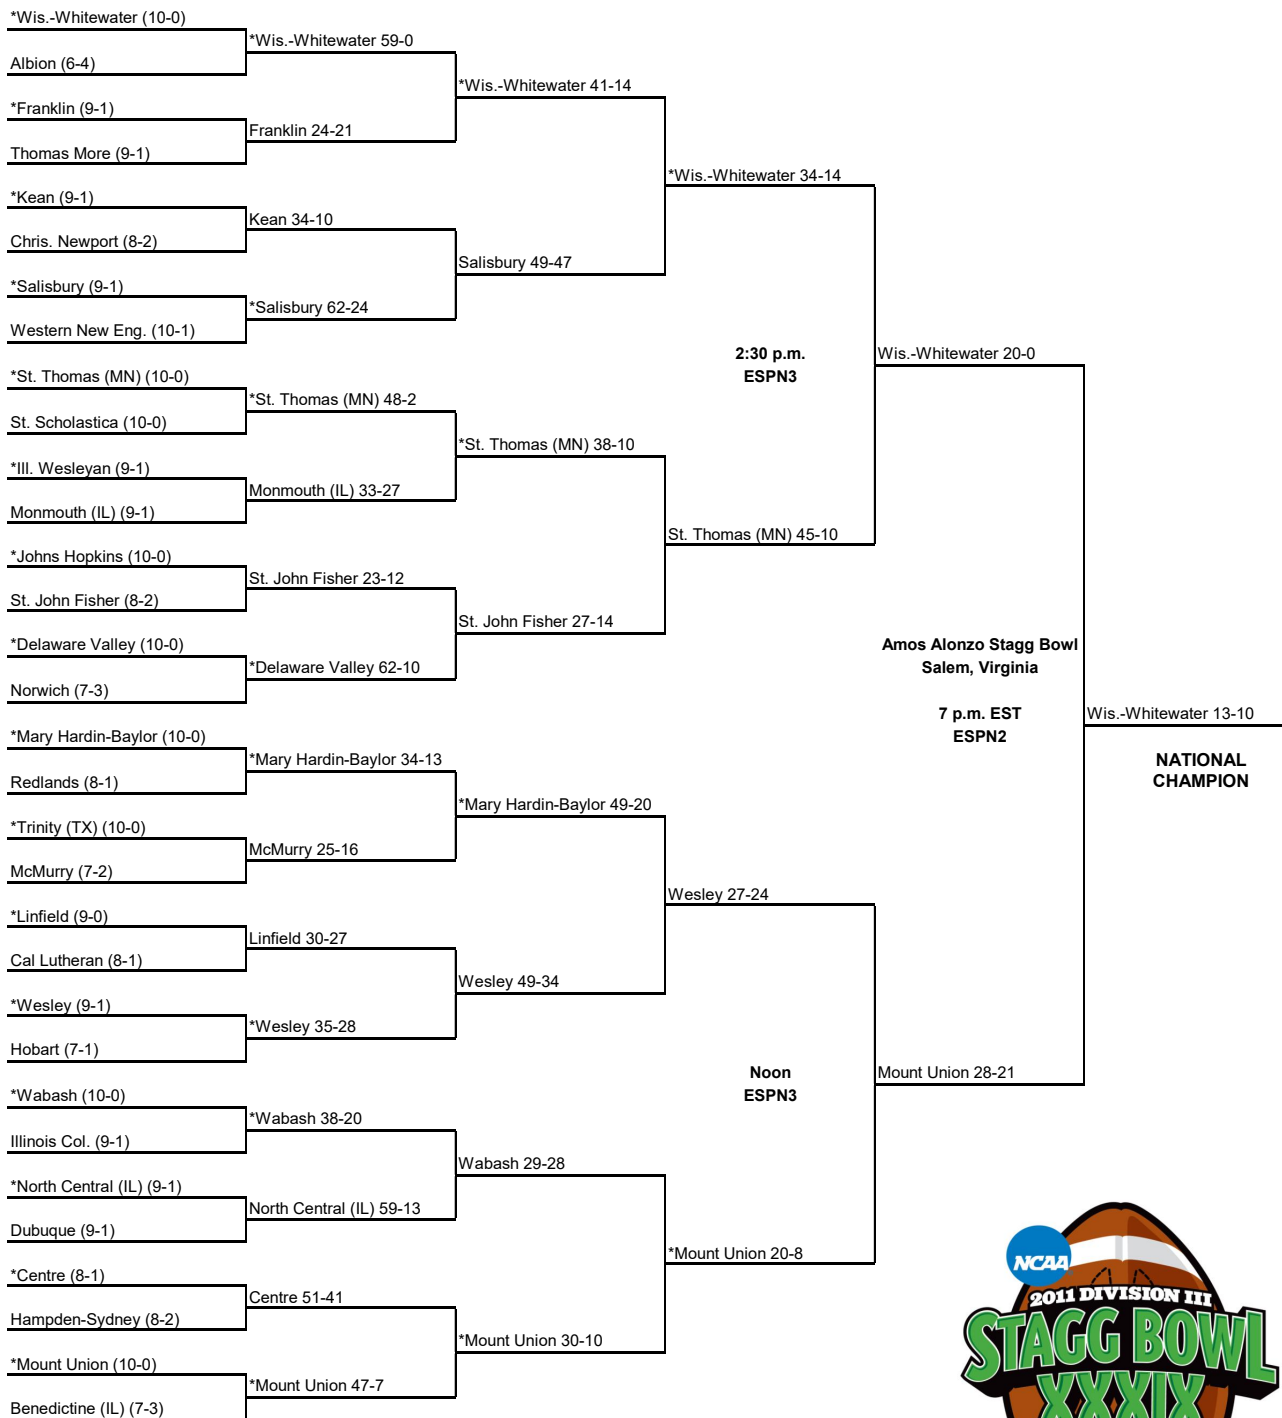 *Wis.-Whitewater (10-0)
Albion (6-4)
*Franklin (9-1)
Thomas More (9-1)
*Kean (9-1)
Chris. Newport (8-2)
*Salisbury (9-1)
Western New Eng. (10-1)
*St. Thomas (MN) (10-0)
St. Scholastica (10-0)
*Ill. Wesleyan (9-1)
Monmouth (IL) (9-1)
*Johns Hopkins (10-0)
St. John Fisher (8-2)
*Delaware Valley (10-0)
Norwich (7-3)
*Mary Hardin-Baylor (10-0)
Redlands (8-1)
*Trinity (TX) (10-0)
McMurry (7-2)
*Linfield (9-0)
Cal Lutheran (8-1)
*Wesley (9-1)
Hobart (7-1)
*Wabash (10-0)
Illinois Col. (9-1)
*North Central (IL) (9-1)
Dubuque (9-1)
*Centre (8-1)
Hampden-Sydney (8-2)
*Mount Union (10-0)
Benedictine (IL) (7-3)
*Wis.-Whitewater 59-0
Franklin 24-21
Kean 34-10
*Salisbury 62-24
*St. Thomas (MN) 48-2
Monmouth (IL) 33-27
St. John Fisher 23-12
*Delaware Valley 62-10
*Mary Hardin-Baylor 34-13
McMurry 25-16
Linfield 30-27
*Wesley 35-28
*Wabash 38-20
North Central (IL) 59-13
Centre 51-41
*Mount Union 47-7
*Wis.-Whitewater 41-14
Salisbury 49-47
*St. Thomas (MN) 38-10
St. John Fisher 27-14
*Mary Hardin-Baylor 49-20
Wesley 49-34
Wabash 29-28
*Mount Union 30-10
*Wis.-Whitewater 34-14
St. Thomas (MN) 45-10
Wesley 27-24
*Mount Union 20-8
2:30 p.m.
ESPN3
Noon
ESPN3
Wis.-Whitewater 20-0
Mount Union 28-21
Amos Alonzo Stagg Bowl
Salem, Virginia
7 p.m. EST
ESPN2
Wis.-Whitewater 13-10
NATIONAL
CHAMPION
NCAA
2011 DIVISION III
STAGG BOWL
XXXIX